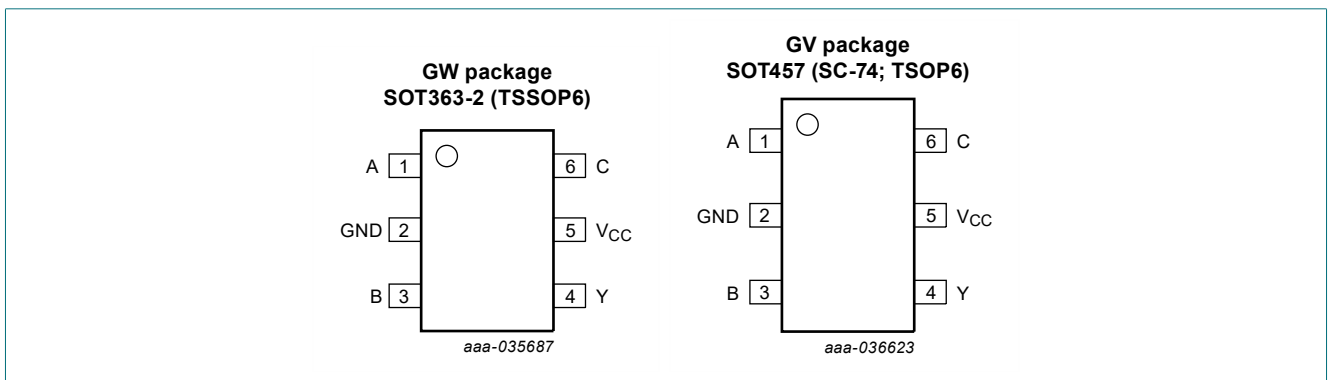 GW package
SOT363-2 (TSSOP6)
A 1 6 C
GND 2 5 VCC
B 3 4 Y
aaa-035687
GV package
SOT457 (SC-74; TSOP6)
A 1 6 C
GND 2 5 VCC
B 3 4 Y
aaa-036623